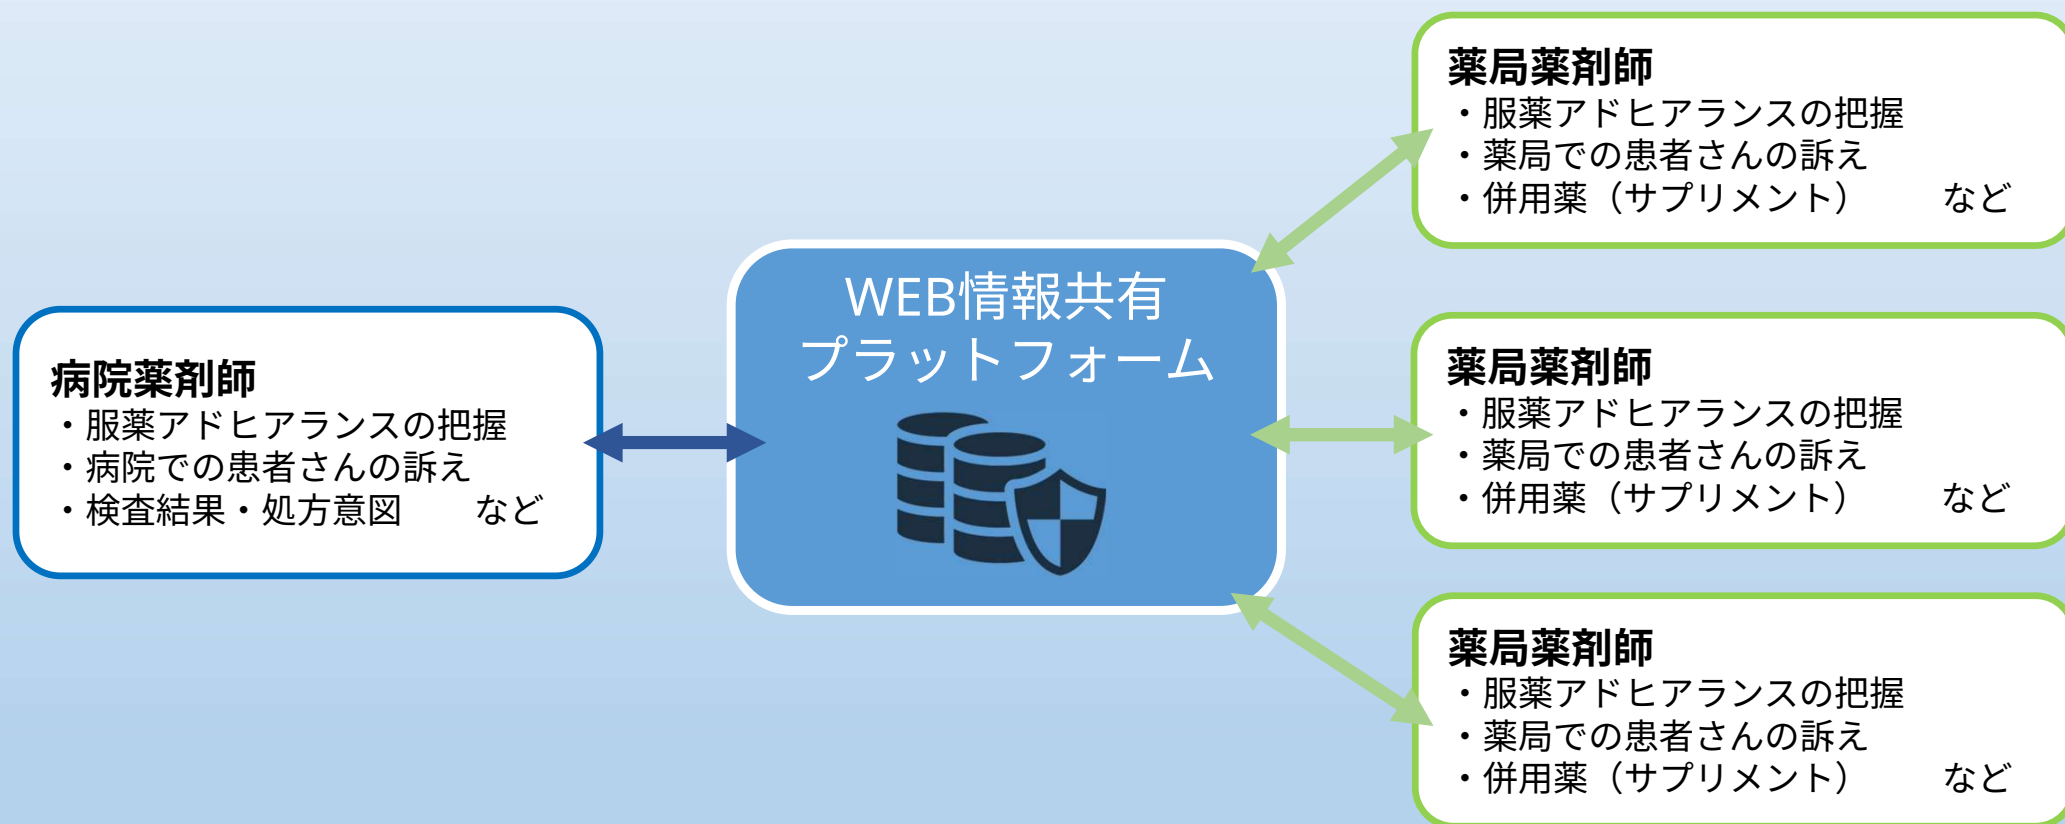 病院薬剤師
・服薬アドヒアランスの把握
・病院での患者さんの訴え
・検査結果・処方意図　　など
WEB情報共有
プラットフォーム
薬局薬剤師
・服薬アドヒアランスの把握
・薬局での患者さんの訴え
・併用薬（サプリメント）　　など
薬局薬剤師
・服薬アドヒアランスの把握
・薬局での患者さんの訴え
・併用薬（サプリメント）　　など
薬局薬剤師
・服薬アドヒアランスの把握
・薬局での患者さんの訴え
・併用薬（サプリメント）　　など